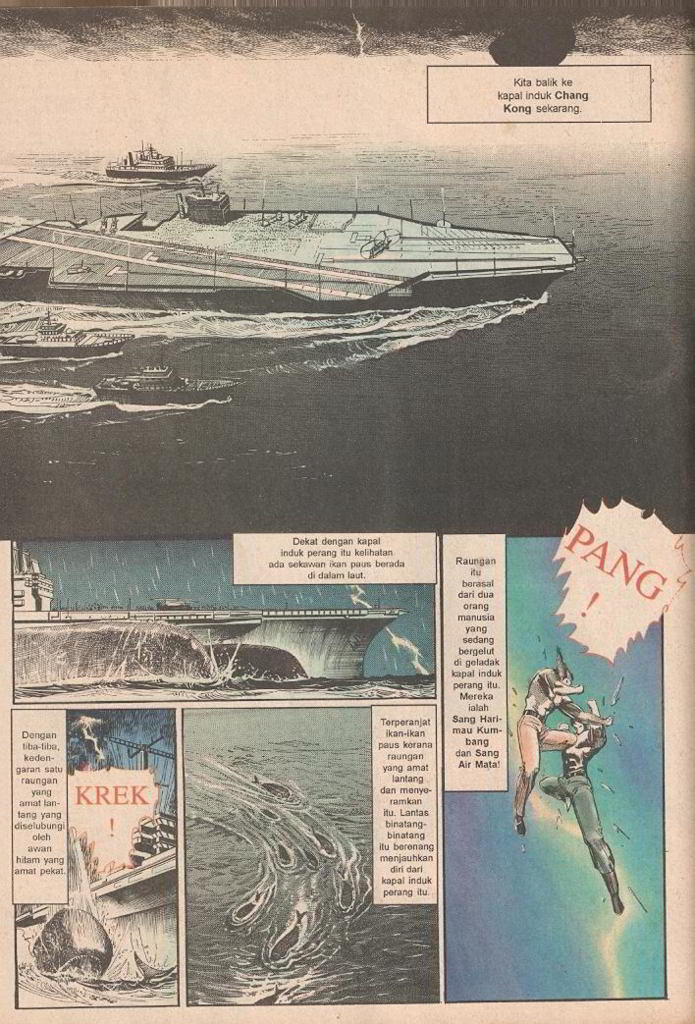 Kita balik ke
kapal induk Chang
Kong sekarang.
Dekat dengan kapal
induk perang itu kelihatan
ada sekawan ikan paus berada
di dalam laut.
Dengan
tiba-tiba,
keden-
garan satu
raungan
yang
amat lan-
tang yang
diselubungi
oleh
awan
hitam yang
amat pekat.
KREK
!
Terperanjat
ikan-ikan
paus kerana
raungan
yang amat
lantang
dan menye-
ramkan
itu. Lantas
binatang-
binatang
itu berenang
menjauhkan
diri dari
kapal induk
perang itu.
Raungan
itu
berasal
dari dua
orang
manusia
yang
sedang
bergelut
di geladak
kapal induk
perang itu.
Mereka
ialah
Sang Hari-
mau Kum-
bang
dan Sang
Air Mata!
PANG
!